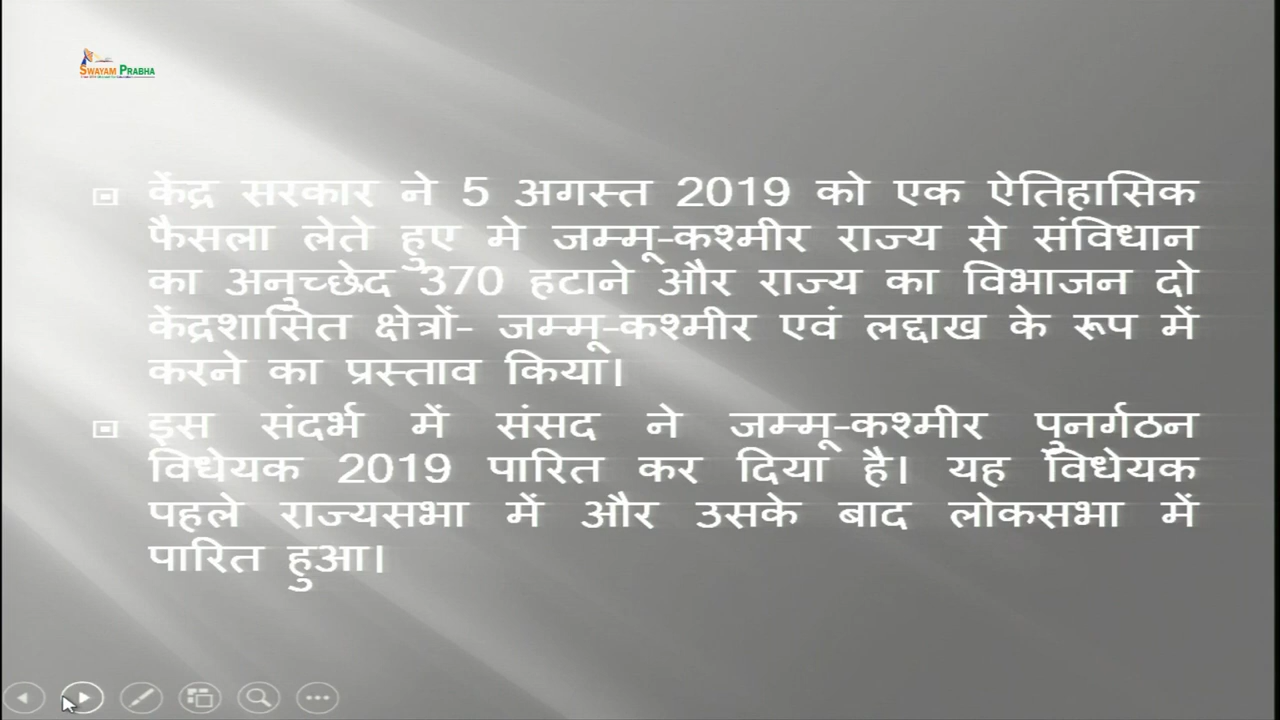 SWAYAM PRABHA
केंद्र सरकार ने 5 अगस्त 2019 को एक ऐतिहासिक
फैसला लेते हुए मे जम्मू-कश्मीर राज्य से संविधान
का अनुच्छेद 370 हटाने और राज्य का विभाजन दो
केंद्रशासित क्षेत्रों- जम्मू-कश्मीर एवं लद्दाख के रूप में
करने का प्रस्ताव किया।
इस संदर्भ में संसद ने जम्मू-कश्मीर पुनर्गठन
विधेयक 2019 पारित कर दिया है। यह विधेयक
पहले राज्यसभा में और उसके बाद लोकसभा में
पारित हुआ।